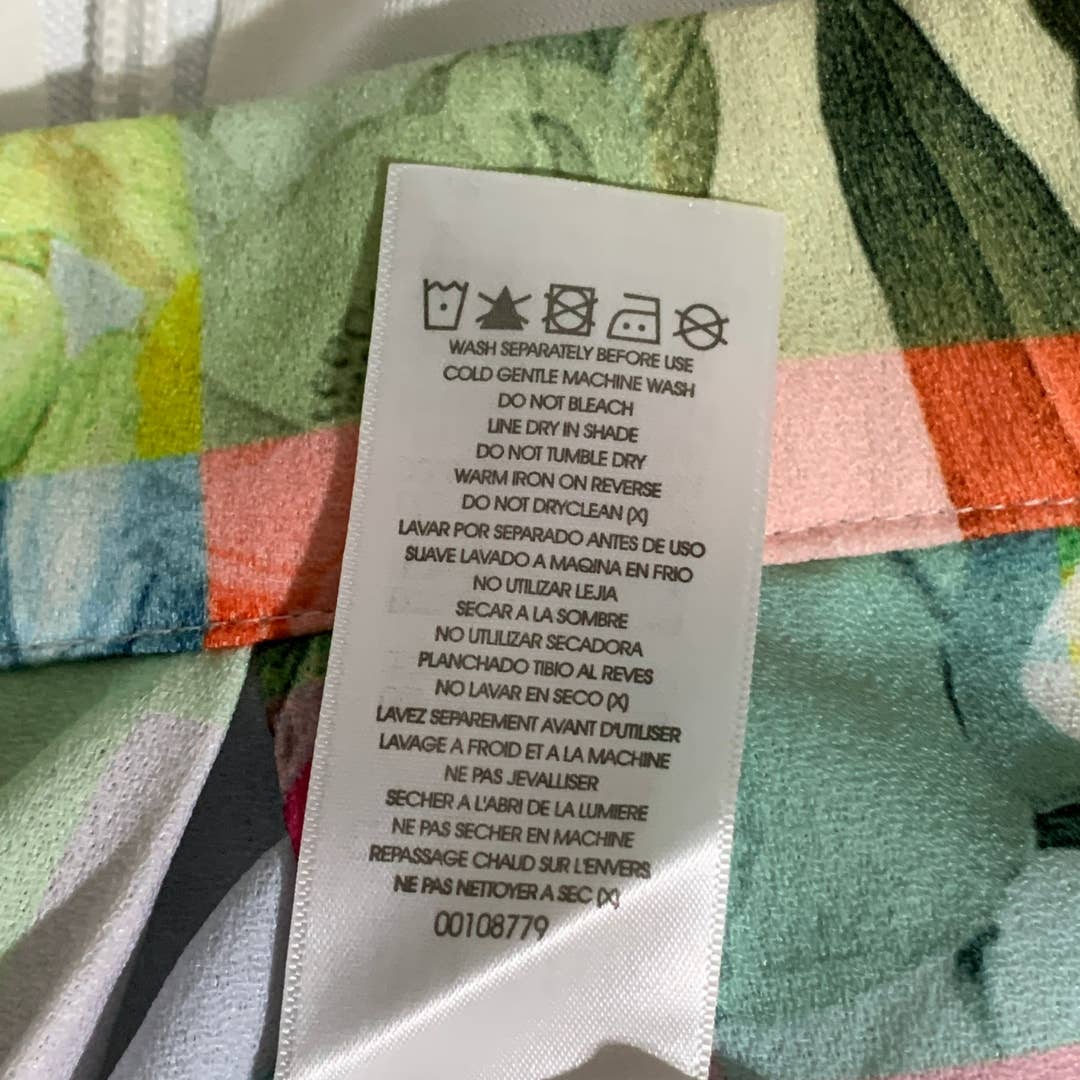 WASH SEPARATELY BEFORE USE
COLD GENTLE MACHINE WASH
DO NOT BLEACH
LINE DRY IN SHADE
DO NOT TUMBLE DRY
WARM IRON ON REVERSE
DO NOT DRYCLEAN (X)
LAVAR POR SEPARADO ANTES DE USO
SUAVE LAVADO A MAQINA EN FRIO
NO UTILIZAR LEJIA
SECAR A LA SOMBRE
NO UTLILIZAR SECADORA
PLANCHADO TIBIO AL REVES
NO LAVAR EN SECO (X)
LAVEZ SEPAREMENT AVANT D'UTILISER
LAVAGE A FROID ET A LA MACHINE
NE PAS JEVALLISER
SECHER A L'ABRI DE LA LUMIERE
NE PAS SECHER EN MACHINE
REPASSAGE CHAUD SUR L'ENVERS
NE PAS NETTOYER A SEC (X)
00108779